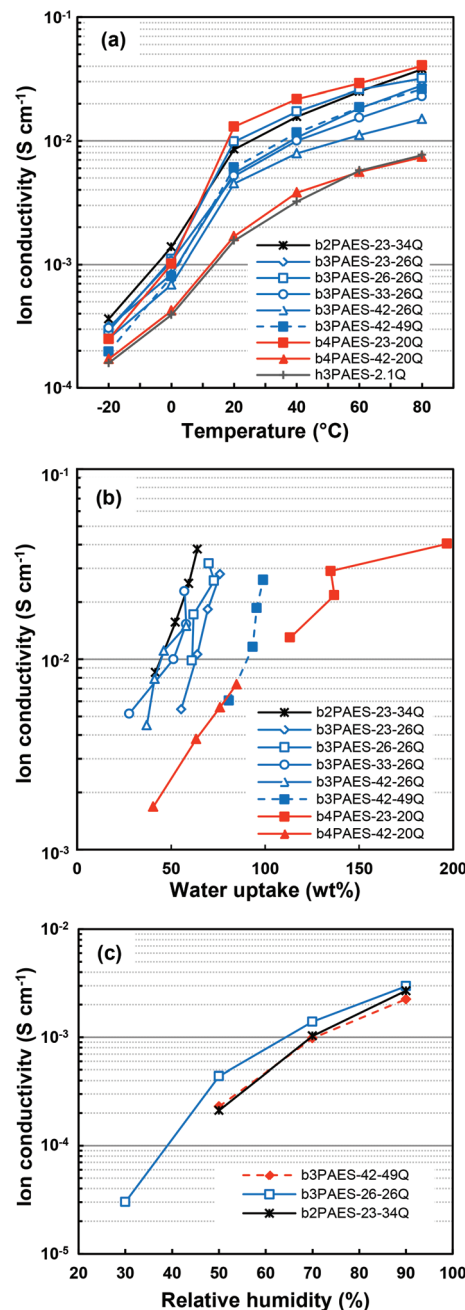 10-1
(a)
10-2
10-3
10-4
Ion conductivity (S cm-1)
b2PAES-23-34Q
b3PAES-23-26Q
b3PAES-26-26Q
b3PAES-33-26Q
b3PAES-42-26Q
b3PAES-42-49Q
b4PAES-23-20Q
b4PAES-42-20Q
h3PAES-2.1Q
-20 0 20 40 60 80
Temperature (°C)
10-1
(b)
10-2
10-3
Ion conductivity (S cm-1)
b2PAES-23-34Q
b3PAES-23-26Q
b3PAES-26-26Q
b3PAES-33-26Q
b3PAES-42-26Q
b3PAES-42-49Q
b4PAES-23-20Q
b4PAES-42-20Q
0 50 100 150 200
Water uptake (wt%)
10-2
(c)
10-3
10-4
10-5
Ion conductivity (S cm-1)
b3PAES-42-49Q
b3PAES-26-26Q
b2PAES-23-34Q
20 30 40 50 60 70 80 90 100
Relative humidity (%)